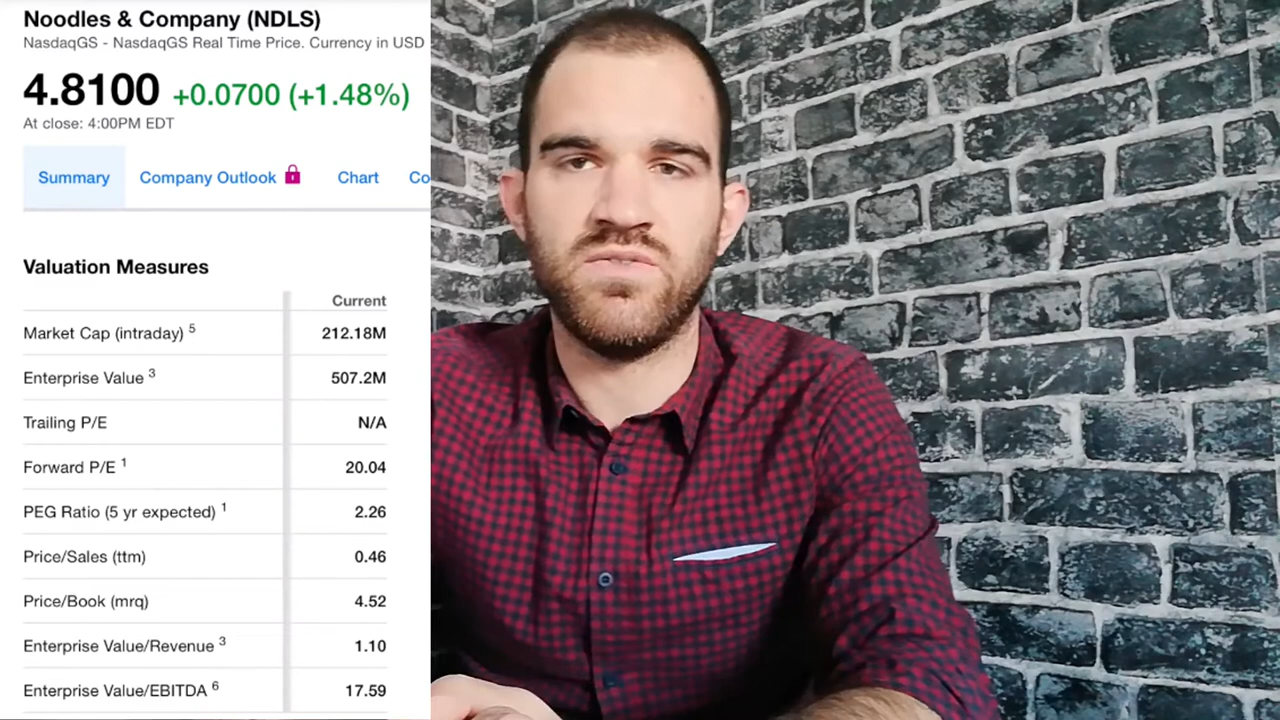 Noodles & Company (NDLS)
NasdaqGS - NasdaqGS Real Time Price. Currency in USD
4.8100 +0.0700 (+1.48%)
At close: 4:00PM EDT
Summary Company Outlook Chart Co
Valuation Measures
Current
Market Cap (intraday) 5 212.18M
Enterprise Value 3 507.2M
Trailing P/E N/A
Forward P/E 1 20.04
PEG Ratio (5 yr expected) 1 2.26
Price/Sales (ttm) 0.46
Price/Book (mrq) 4.52
Enterprise Value/Revenue 3 1.10
Enterprise Value/EBITDA 6 17.59